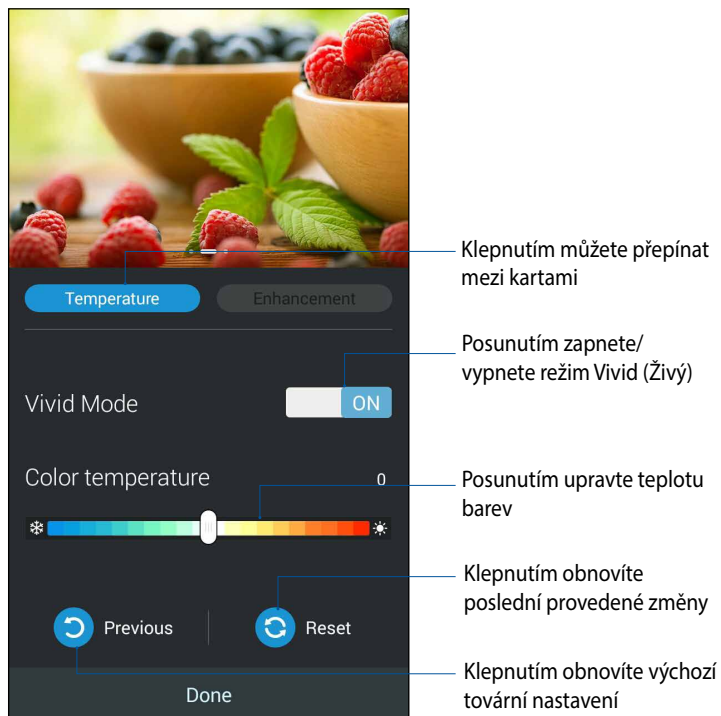 Klepnutím můžete přepínat
mezi kartami
Temperature
Enhancement
Posunutím zapnete/
vypnete režim Vivid (Živý)
Vivid Mode
ON
Color temperature
0
Posunutím upravte teplotu
barev
Klepnutím obnovíte
poslední provedené změny
Previous
Reset
Klepnutím obnovíte výchozí
tovární nastavení
Done